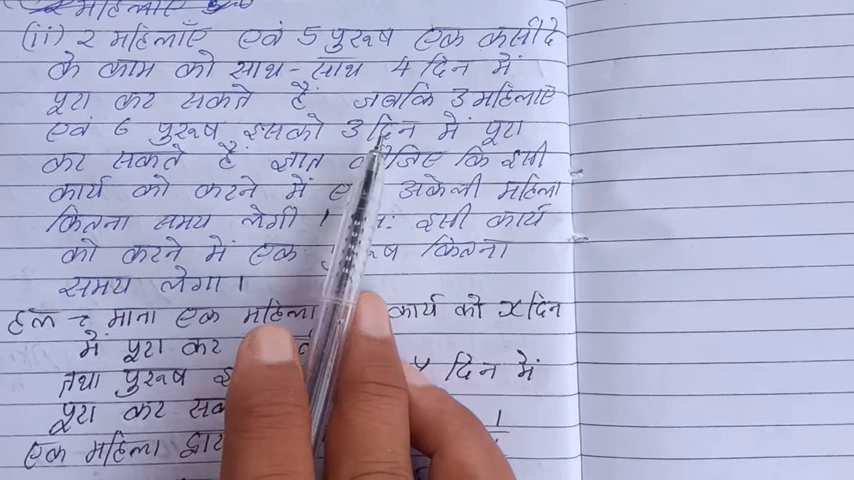 महिलाएँ
(ii) 2 महिलाएँ एवं 5 पुरूष एक कसीदे
के काम को साथ-साथ 4 दिन में
पूरा कर सकते हैं जबकि 3 महिलाएँ
एवं 6 पुरूष इसको 3 दिन में पूरा
कर सकते हैं ज्ञात कि इसी
कार्य को करने में अकेली महिला
कितना समय लेगी । इसी कार्य
को करने में एक कितना
समय लेगा ।
हल - माना एक महिला कार्य को x दिन
में पूरा कर
तथा पुरूष y दिन में
पूरा कर
एक महिला 1